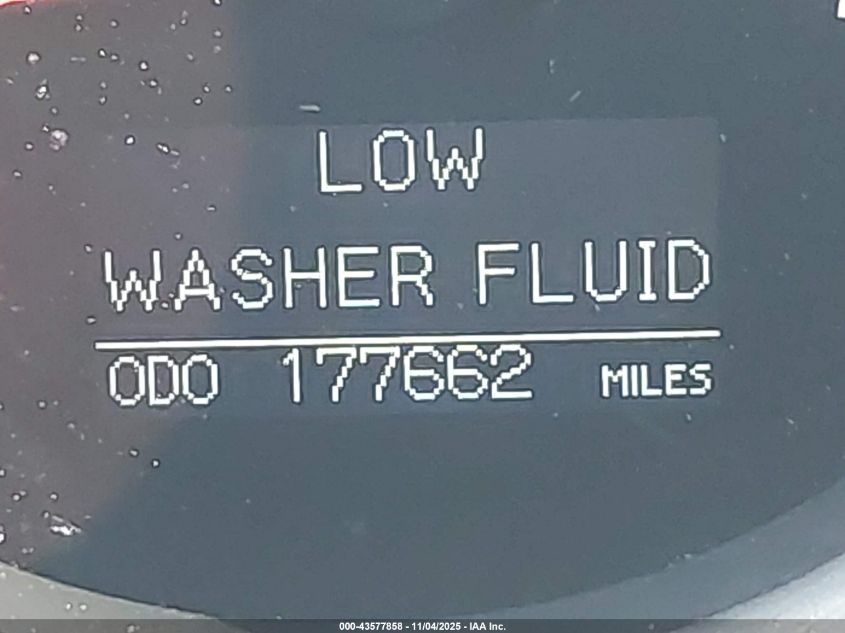 LOW
WASHER FLUID
ODO 177662 MILES
000-43577858 - 11/04/2025 - IAA Inc.